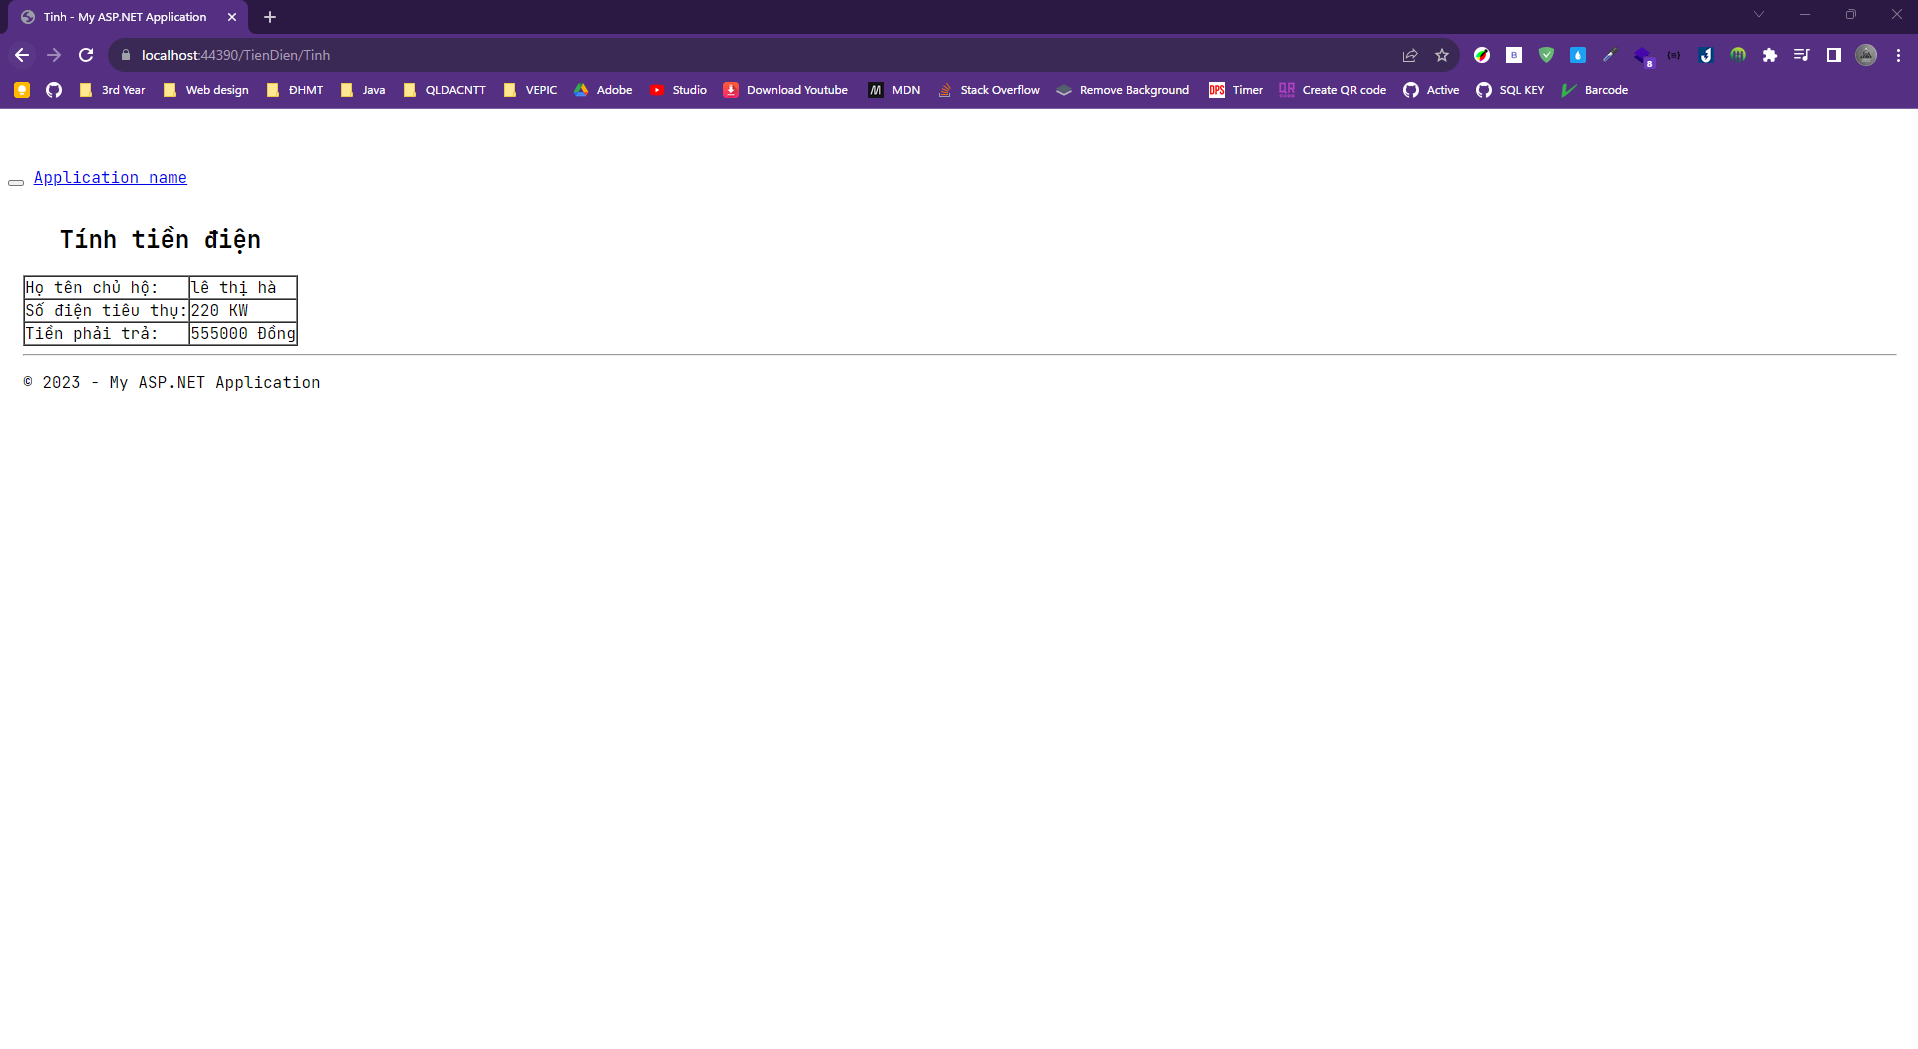 Tinh - My ASP.NET Application
localhost:44390/TienDien/Tinh
B
8
3rd Year Web design ĐHMT Java QLDACNTT VEPIC Adobe Studio Download Youtube MDN Stack Overflow Remove Background Timer Create QR code Active SQL KEY Barcode
Application name
Tính tiền điện
Họ tên chủ hộ: lê thị hà
Số điện tiêu thụ: 220 KW
Tiền phải trả: 555000 Đồng
© 2023 - My ASP.NET Application